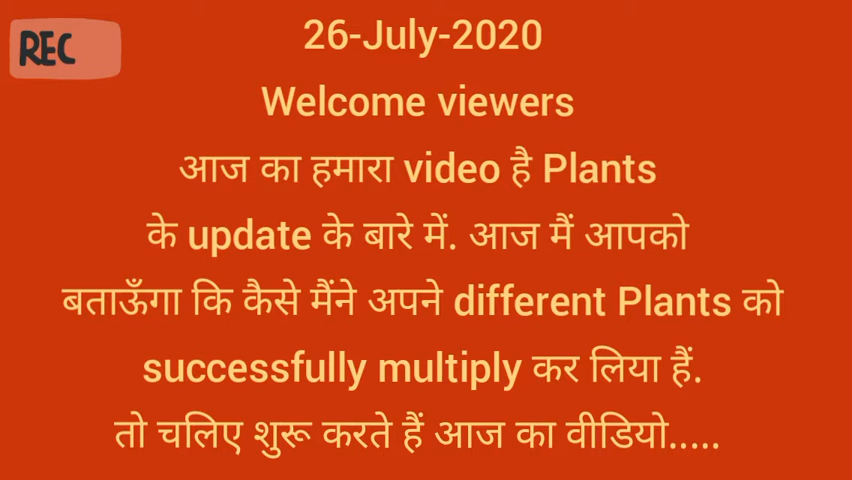 REC
26-July-2020
Welcome viewers
आज का हमारा video है Plants
के update के बारे में. आज मैं आपको
बताऊँगा कि कैसे मैंने अपने different Plants को
successfully multiply कर लिया हैं.
तो चलिए शुरू करते हैं आज का वीडियो.....